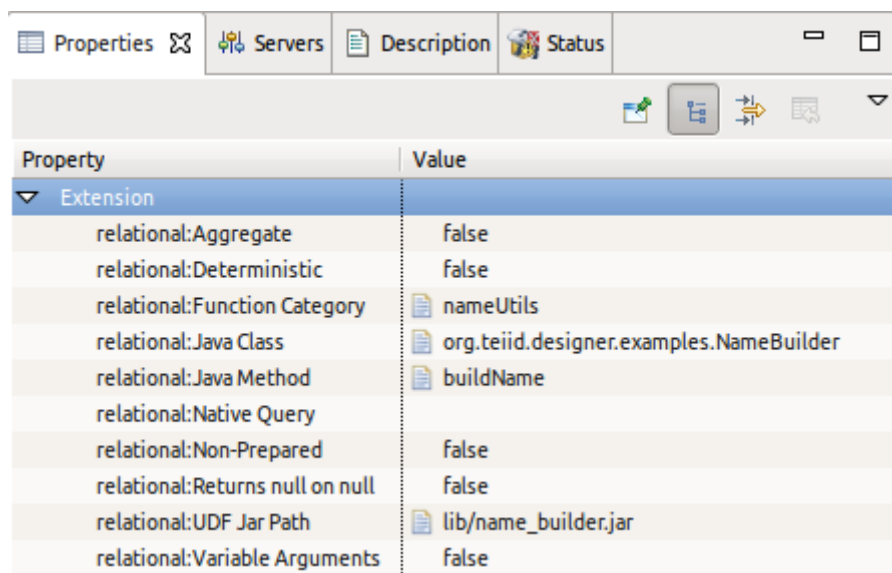 Properties Servers Description Status
Property Value
Extension
relational:Aggregate false
relational:Deterministic false
relational:Function Category nameUtils
relational:Java Class org.teiid.designer.examples.NameBuilder
relational:Java Method buildName
relational:Native Query
relational:Non-Prepared false
relational:Returns null on null false
relational:UDF Jar Path lib/name_builder.jar
relational:Variable Arguments false